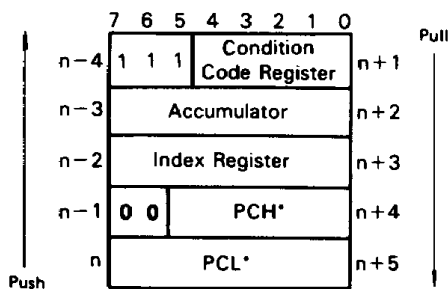 7 6 5 4 3 2 1 0
Pull
n-4 1 1 1 Condition Code Register n+1
n-3 Accumulator n+2
n-2 Index Register n+3
n-1 0 0 PCH* n+4
n PCL* n+5
Push